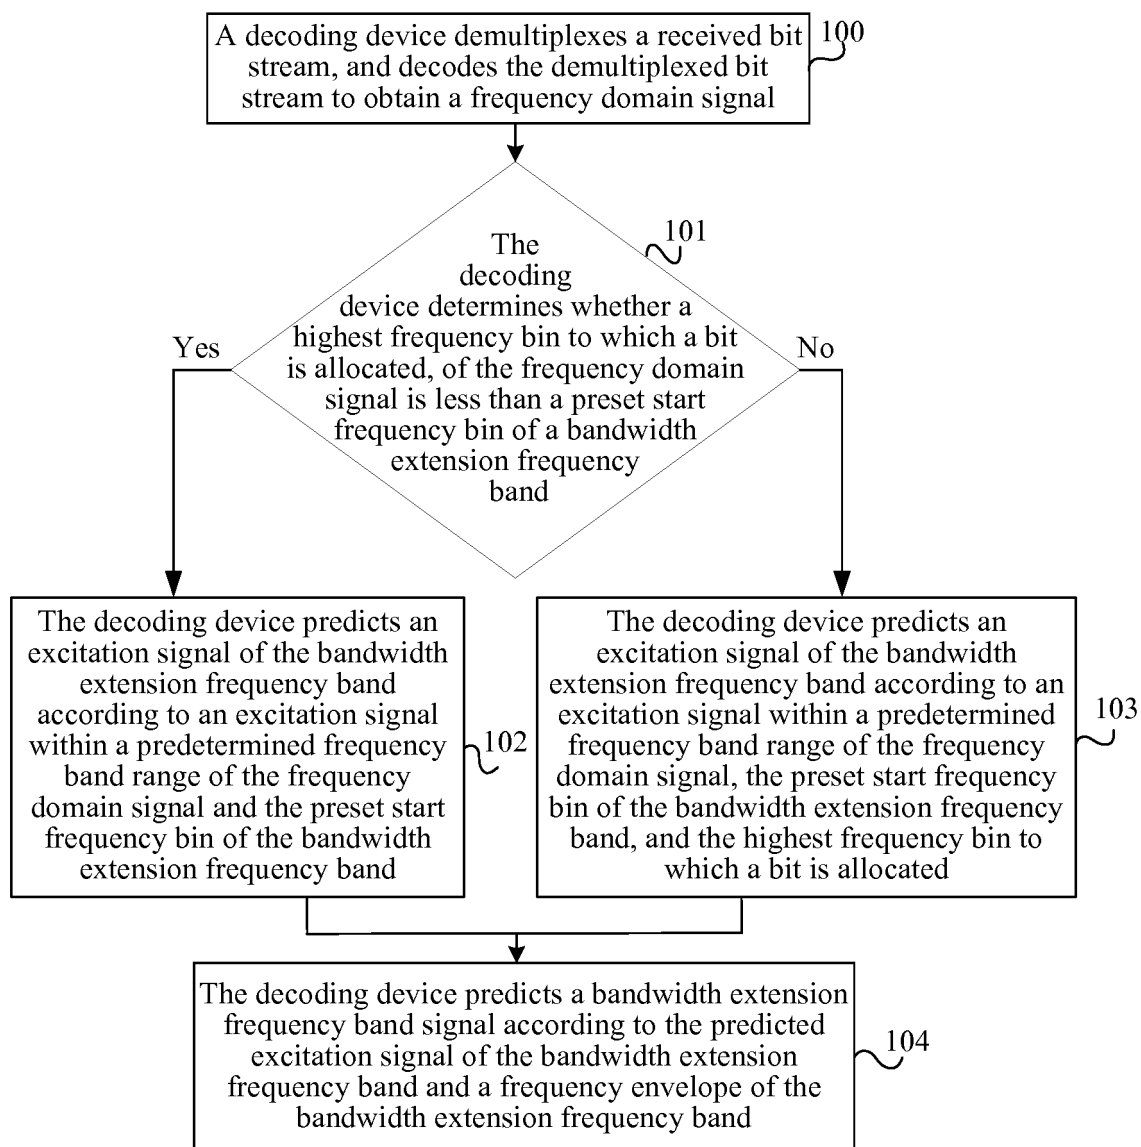 A decoding device demultiplexes a received bit
stream, and decodes the demultiplexed bit
stream to obtain a frequency domain signal
100
The
decoding
device determines whether a
highest frequency bin to which a bit
is allocated, of the frequency domain
signal is less than a preset start
frequency bin of a bandwidth
extension frequency
band
101
Yes
No
The decoding device predicts an
excitation signal of the bandwidth
extension frequency band
according to an excitation signal
within a predetermined frequency
band range of the frequency
domain signal and the preset start
frequency bin of the bandwidth
extension frequency band
102
The decoding device predicts an
excitation signal of the bandwidth
extension frequency band according to an
excitation signal within a predetermined
frequency band range of the frequency
domain signal, the preset start frequency
bin of the bandwidth extension frequency
band, and the highest frequency bin to
which a bit is allocated
103
The decoding device predicts a bandwidth extension
frequency band signal according to the predicted
excitation signal of the bandwidth extension
frequency band and a frequency envelope of the
bandwidth extension frequency band
104